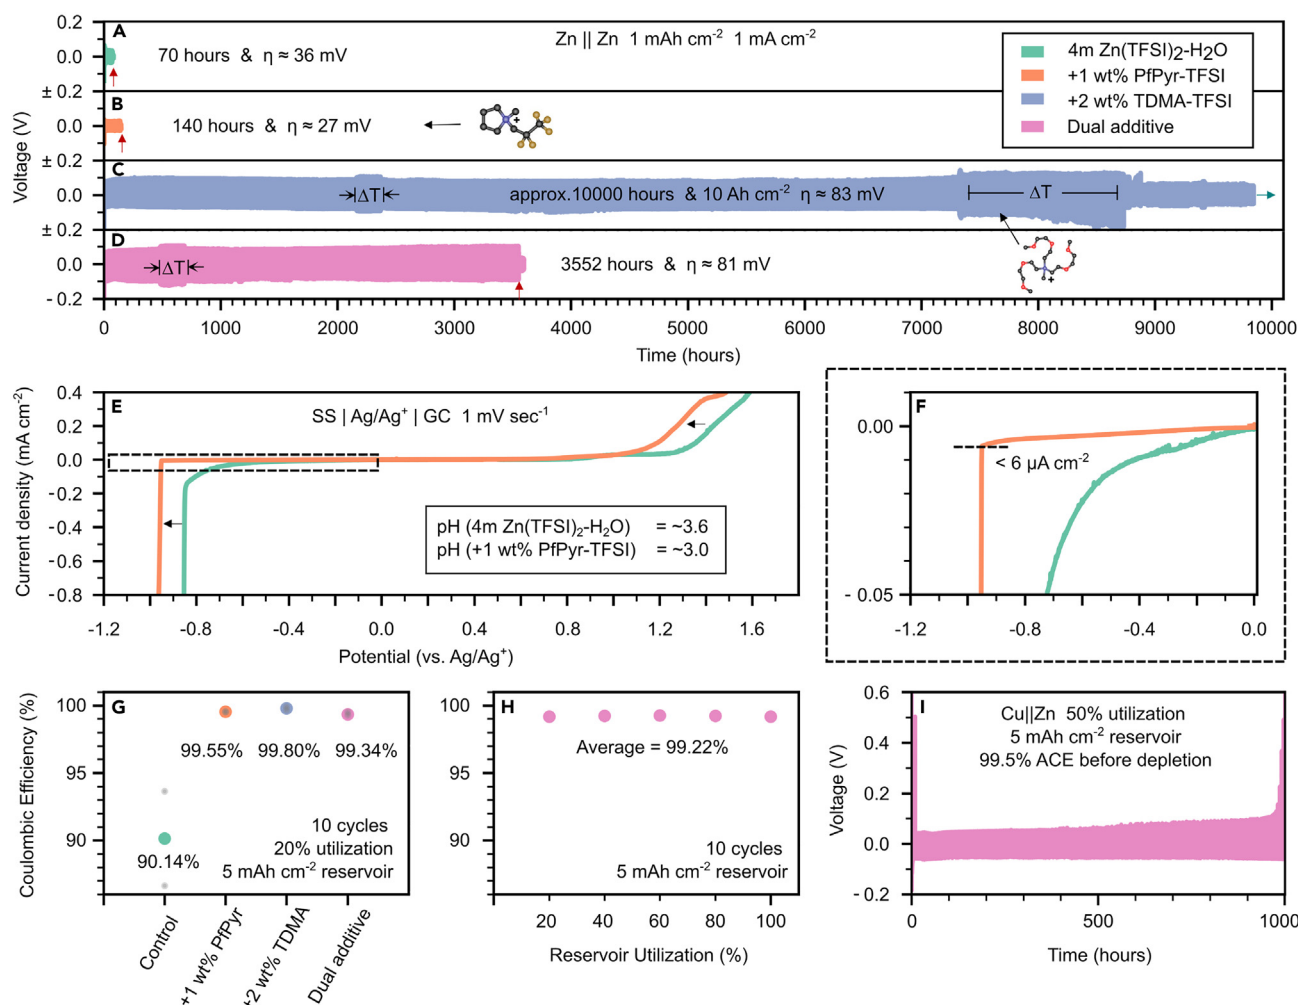 A
Zn || Zn 1 mAh cm⁻² 1 mA cm⁻²
70 hours & η ≈ 36 mV
B
140 hours & η ≈ 27 mV
+
C
ΔT
approx.10000 hours & 10 Ah cm⁻² η ≈ 83 mV
ΔT
D
ΔT
3552 hours & η ≈ 81 mV
+
4m Zn(TFSI)₂-H₂O
+1 wt% PfPyr-TFSI
+2 wt% TDMA-TFSI
Dual additive
Voltage (V)
0.2
0.0
± 0.2
0.0
± 0.2
0.0
± 0.2
0.0
- 0.2
0 1000 2000 3000 4000 5000 6000 7000 8000 9000 10000
Time (hours)
E
SS | Ag/Ag⁺ | GC 1 mV sec⁻¹
pH (4m Zn(TFSI)₂-H₂O) = ~3.6
pH (+1 wt% PfPyr-TFSI) = ~3.0
Current density (mA cm⁻²)
0.4
0.2
0.0
-0.2
-0.4
-0.6
-0.8
-1.2 -0.8 -0.4 0.0 0.4 0.8 1.2 1.6
Potential (vs. Ag/Ag⁺)
F
0.00
< 6 µA cm⁻²
- 0.05
-1.2 -0.8 -0.4 0.0
G
Coulombic Efficiency (%)
100
95
90
99.55% 99.80% 99.34%
90.14%
10 cycles
20% utilization
5 mAh cm⁻² reservoir
Control
+1 wt% PfPyr
+2 wt% TDMA
Dual additive
H
100
95
90
Average = 99.22%
10 cycles
5 mAh cm⁻² reservoir
20 40 60 80 100
Reservoir Utilization (%)
I
Cu||Zn 50% utilization
5 mAh cm⁻² reservoir
99.5% ACE before depletion
Voltage (V)
0.6
0.4
0.2
0.0
- 0.2
0 500 1000
Time (hours)